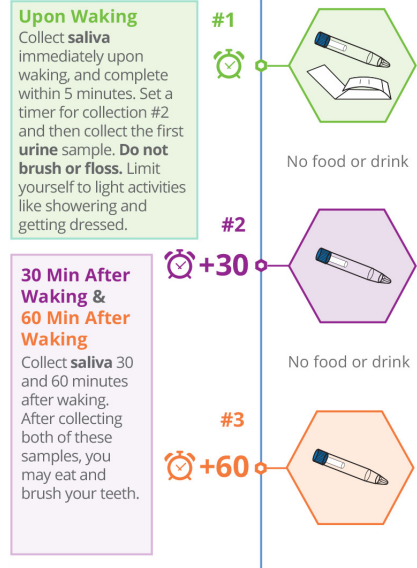 Upon Waking
Collect saliva
immediately upon
waking, and complete
within 5 minutes. Set a
timer for collection #2
and then collect the first
urine sample. Do not
brush or floss. Limit
yourself to light activities
like showering and
getting dressed.
#1
No food or drink
#2
+30
30 Min After
Waking &
60 Min After
Waking
Collect saliva 30
and 60 minutes
after waking.
After collecting
both of these
samples, you
may eat and
brush your teeth.
No food or drink
#3
+60